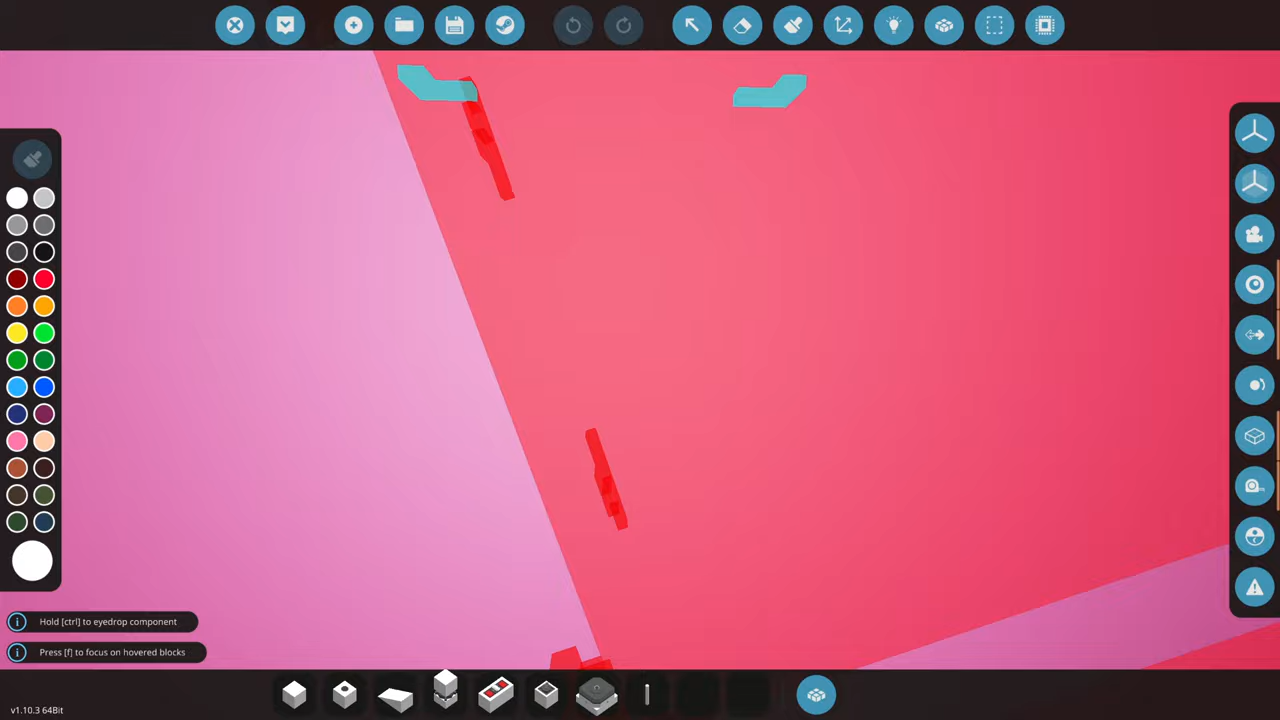 Hold [ctrl] to eyedrop component
Press [f] to focus on hovered blocks
v1.10.3 64Bit